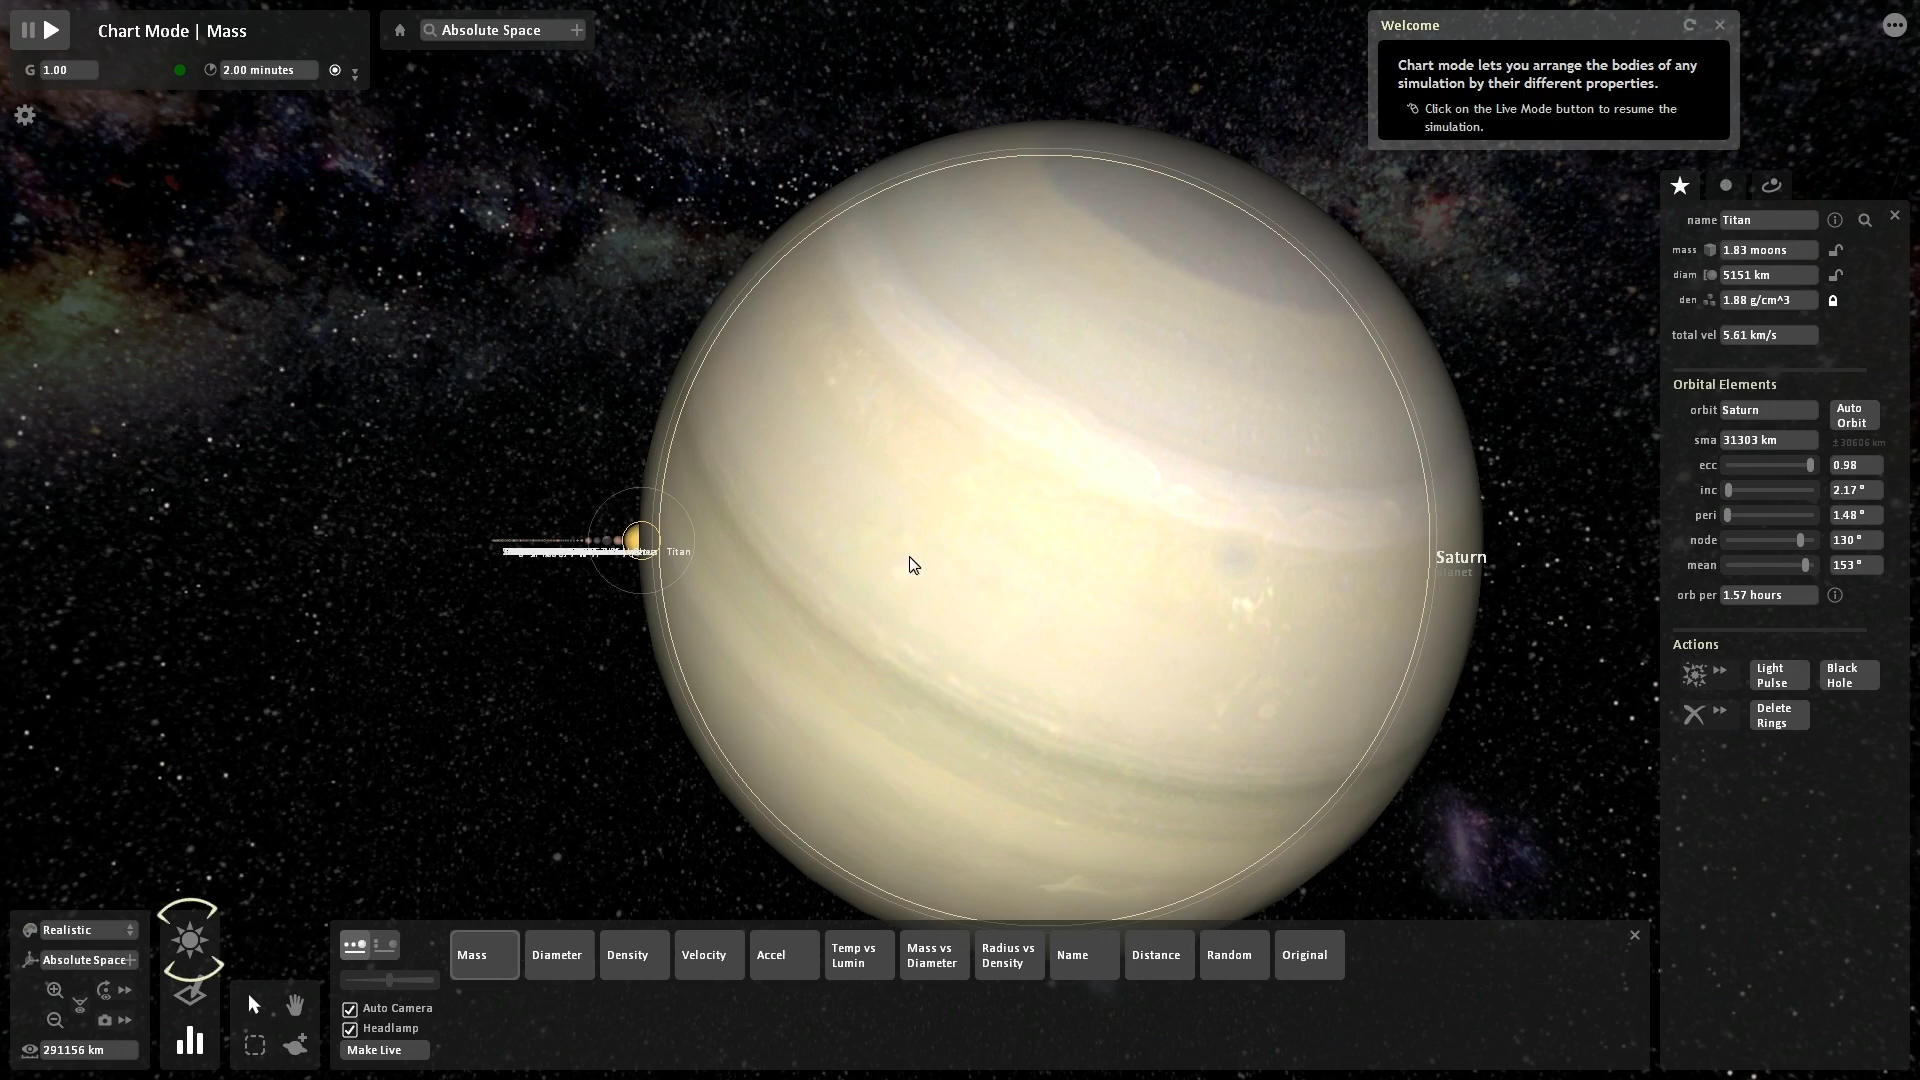 Chart Mode | Mass
G 1.00
2.00 minutes
Absolute Space
Welcome
Chart mode lets you arrange the bodies of any
simulation by their different properties.
Click on the Live Mode button to resume the
simulation.
name Titan
mass 1.83 moons
diam 5151 km
den 1.88 g/cm^3
total vel 5.61 km/s
Orbital Elements
orbit Saturn
Auto
Orbit
sma 31303 km ±30606 km
ecc 0.98
inc 2.17°
peri 1.48°
node 130°
mean 153°
orb per 1.57 hours
Actions
Light
Pulse
Black
Hole
Delete
Rings
Titan
Saturn
planet
Realistic
Absolute Space
291156 km
Mass
Diameter
Density
Velocity
Accel
Temp vs
Lumin
Mass vs
Diameter
Radius vs
Density
Name
Distance
Random
Original
Auto Camera
Headlamp
Make Live